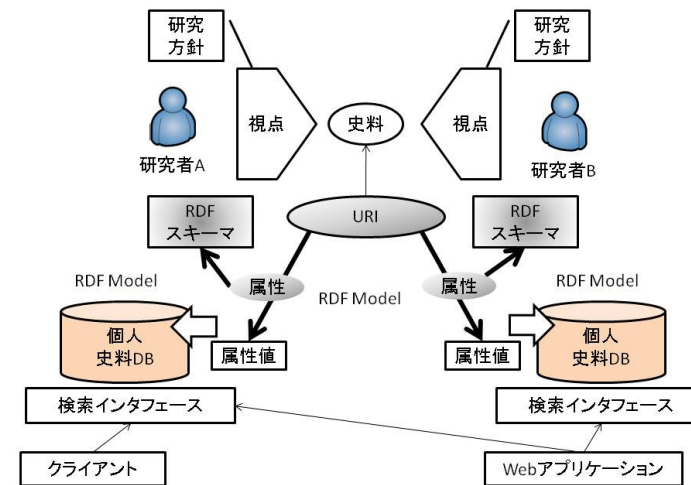 研究
方針
研究
方針
視点
史料
視点
研究者A
研究者B
RDF
スキーマ
URI
RDF
スキーマ
RDF Model
属性
RDF Model
属性
RDF Model
個人
史料DB
属性値
属性値
個人
史料DB
検索インタフェース
検索インタフェース
クライアント
Webアプリケーション